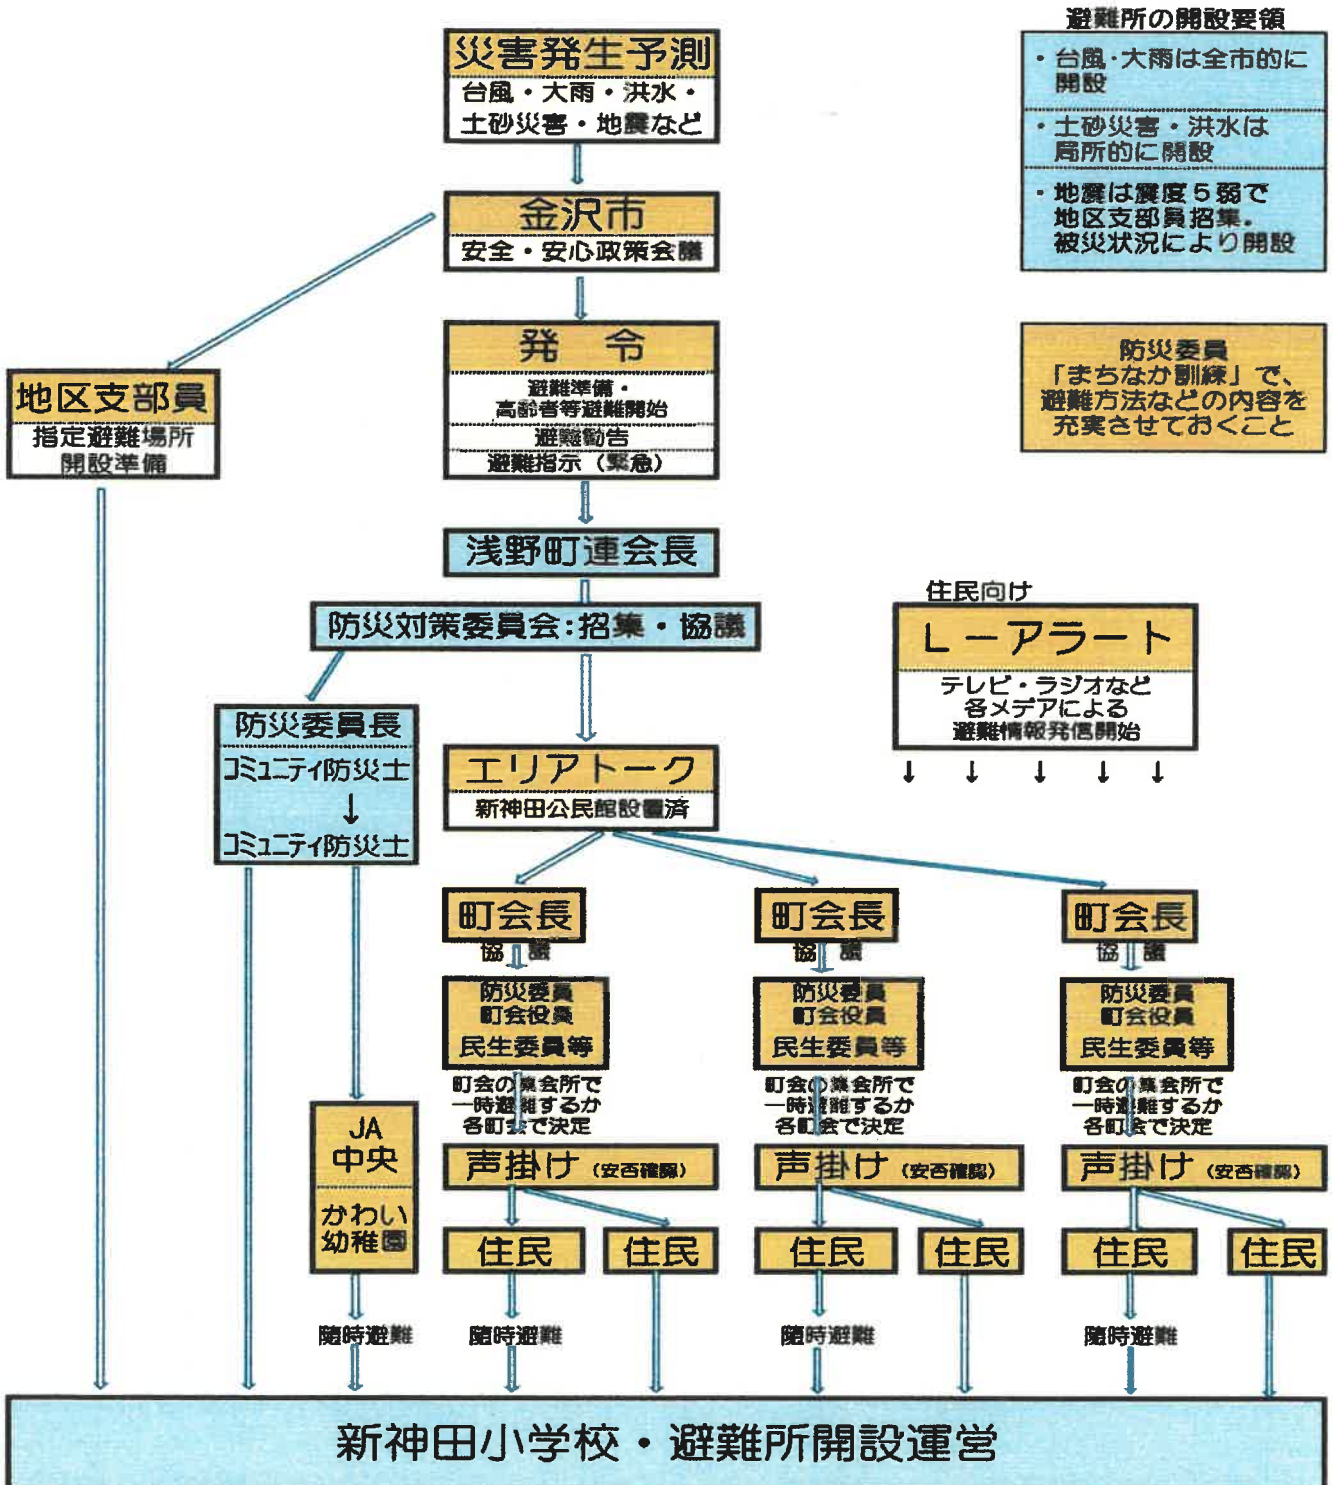 避難所の開設要領
・台風・大雨は全市的に
開設
・土砂災害・洪水は
局所的に開設
・地震は震度５弱で
地区支部員招集．
被災状況により開設
災害発生予測
台風・大雨・洪水・
土砂災害・地震など
金沢市
安全・安心政策会議
発　令
避難準備・
高齢者等避難開始
避難勧告
避難指示（緊急）
地区支部員
指定避難場所
開設準備
防災委員
「まちなか訓練」で、
避難方法などの内容を
充実させておくこと
浅野町連会長
防災対策委員会：招集・協議
住民向け
Ｌ－アラート
テレビ・ラジオなど
各メデアによる
避難情報発信開始
↓ ↓ ↓ ↓ ↓
防災委員長
コミュニティ防災士
↓
コミュニティ防災士
エリアトーク
新神田公民館設置済
町会長
協　議
防災委員
町会役員
民生委員等
町会の集会所で
一時避難するか
各町会で決定
声掛け（安否確認）
住民
住民
随時避難
町会長
協　議
防災委員
町会役員
民生委員等
町会の集会所で
一時避難するか
各町会で決定
声掛け（安否確認）
住民
住民
随時避難
町会長
協　議
防災委員
町会役員
民生委員等
町会の集会所で
一時避難するか
各町会で決定
声掛け（安否確認）
住民
住民
随時避難
JA
中央
かわい
幼稚園
随時避難
新神田小学校・避難所開設運営